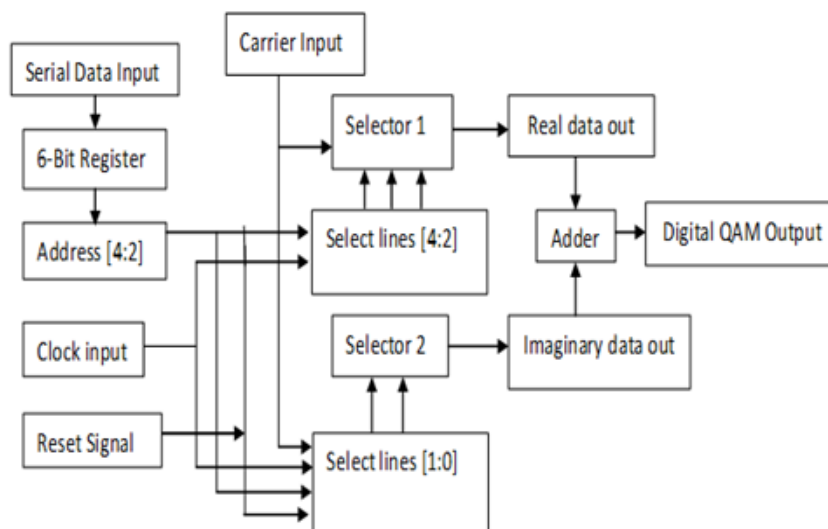 Carrier Input
Serial Data Input
Selector 1
Real data out
6-Bit Register
Address [4:2]
Select lines [4:2]
Adder
Digital QAM Output
Clock input
Selector 2
Imaginary data out
Reset Signal
Select lines [1:0]